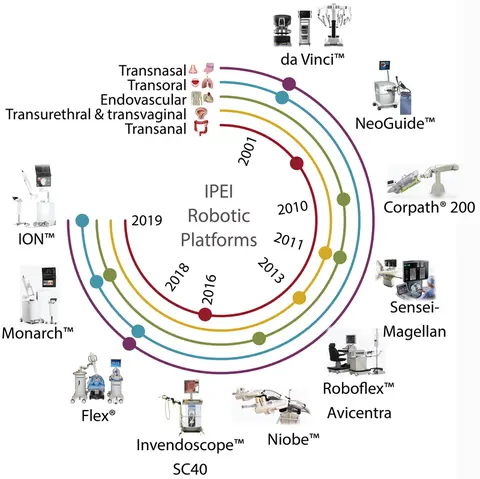 da Vinci™
Transnasal
Transoral
Endovascular
Transurethral & transvaginal
Transanal
NeoGuide™
2001
IPEI
Robotic
Platforms
2010
2011
2013
2016
2018
2019
Corpath® 200
Sensei-
Magellan
Roboflex™
Avicentra
Niobe™
Invendoscope™
SC40
Flex®
Monarch™
ION™